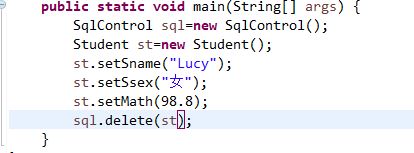 public static void main(String[] args) {
SqlControl sql=new SqlControl();
Student st=new Student();
st.setSname("Lucy");
st.setSsex("女");
st.setMath(98.8);
sql.delete(st);
}